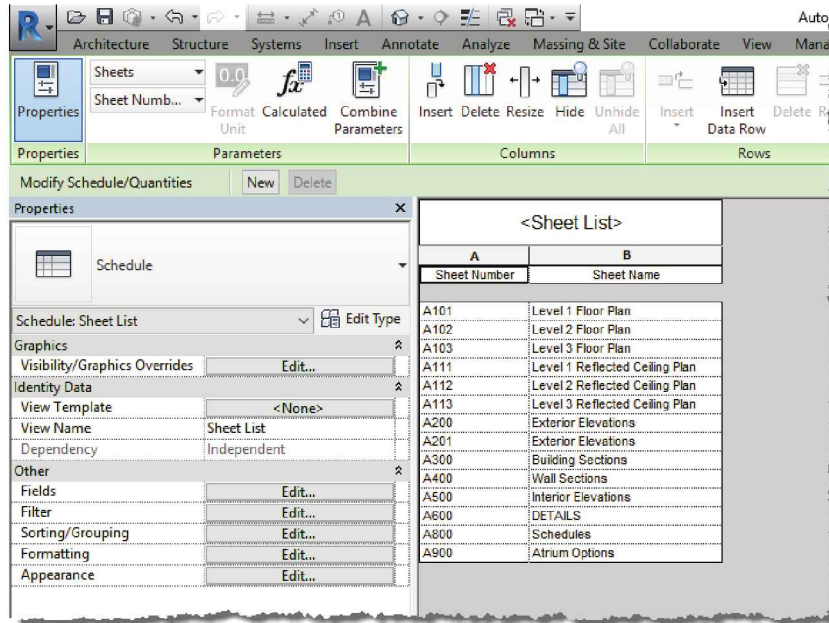 Auto
Architecture Structure Systems Insert Annotate Analyze Massing & Site Collaborate View Mana
Properties
Sheets
Sheet Numb...
0.0
Format Unit
fx
Calculated
Combine Parameters
Insert Delete Resize Hide
Unhide All
Insert
Insert Data Row
Delete R
Properties Parameters Columns Rows
Modify Schedule/Quantities New Delete
Properties X
Schedule
Schedule: Sheet List Edit Type
Graphics
Visibility/Graphics Overrides Edit...
Identity Data
View Template <None>
View Name Sheet List
Dependency Independent
Other
Fields Edit...
Filter Edit...
Sorting/Grouping Edit...
Formatting Edit...
Appearance Edit...
<Sheet List>
A B
Sheet Number Sheet Name
A101 Level 1 Floor Plan
A102 Level 2 Floor Plan
A103 Level 3 Floor Plan
A111 Level 1 Reflected Ceiling Plan
A112 Level 2 Reflected Ceiling Plan
A113 Level 3 Reflected Ceiling Plan
A200 Exterior Elevations
A201 Exterior Elevations
A300 Building Sections
A400 Wall Sections
A500 Interior Elevations
A600 DETAILS
A800 Schedules
A900 Atrium Options